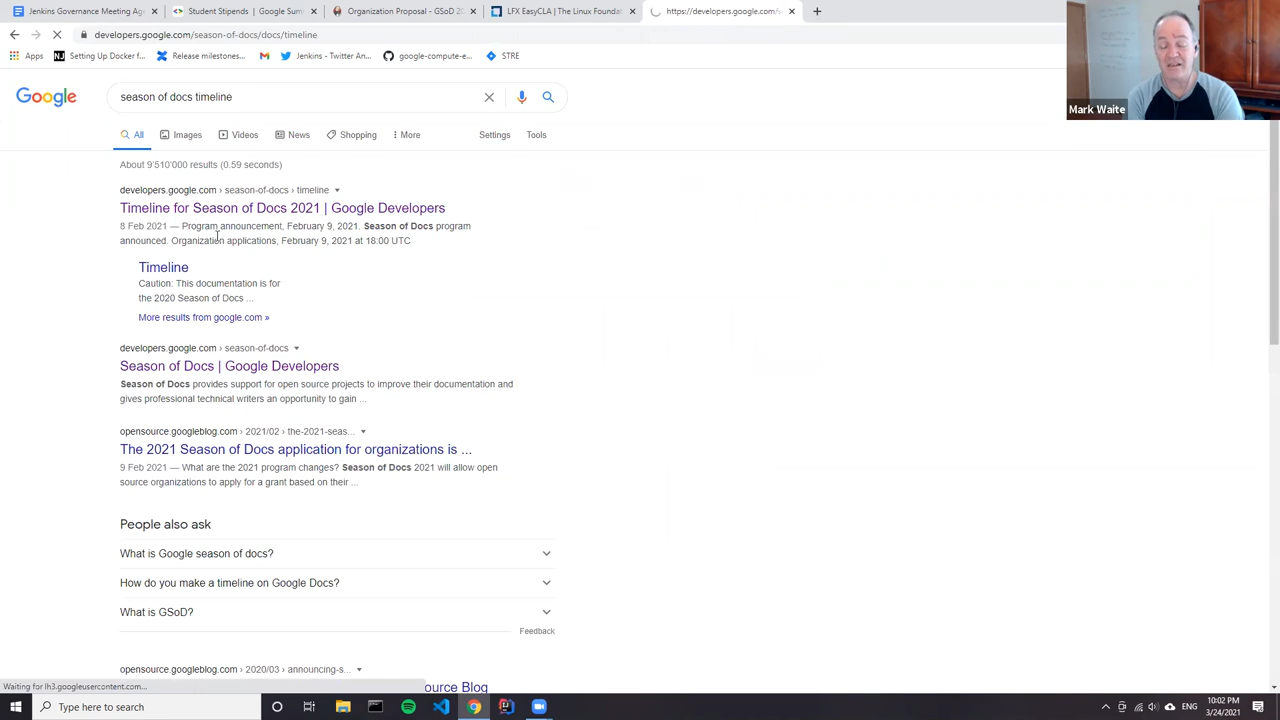 Jenkins Governance Meeting Age
Student Stipends | Google Summ
Organization Proposal - GSoD 2
LFX EasyCLA | The Linux Foundat
https://developers.google.com/s
developers.google.com/season-of-docs/docs/timeline
Apps
Setting Up Docker f...
Release milestones...
Jenkins - Twitter An...
google-compute-e...
STRE
Mark Waite
Google
season of docs timeline
All
Images
Videos
News
Shopping
More
Settings
Tools
About 9'510'000 results (0.59 seconds)
developers.google.com › season-of-docs › timeline
Timeline for Season of Docs 2021 | Google Developers
8 Feb 2021 — Program announcement, February 9, 2021. Season of Docs program
announced. Organization applications, February 9, 2021 at 18:00 UTC
Timeline
Caution: This documentation is for
the 2020 Season of Docs ...
More results from google.com »
developers.google.com › season-of-docs
Season of Docs | Google Developers
Season of Docs provides support for open source projects to improve their documentation and
gives professional technical writers an opportunity to gain ...
opensource.googleblog.com › 2021/02 › the-2021-seas...
The 2021 Season of Docs application for organizations is ...
9 Feb 2021 — What are the 2021 program changes? Season of Docs 2021 will allow open
source organizations to apply for a grant based on their ...
People also ask
What is Google season of docs?
How do you make a timeline on Google Docs?
What is GSoD?
Feedback
opensource.googleblog.com › 2020/03 › announcing-s...
ource Blog
Waiting for lh3.googleusercontent.com...
Type here to search
ENG
10:02 PM
3/24/2021